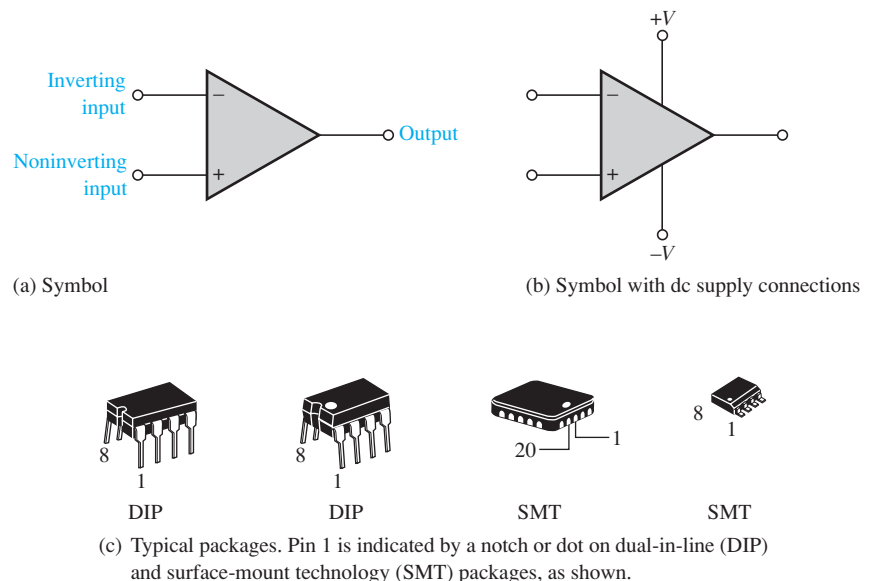 +V
Inverting
input
−
−
Output
Noninverting
input
+
+
−V
(a) Symbol
(b) Symbol with dc supply connections
8
1
DIP
8
1
DIP
20
1
SMT
8
1
SMT
(c) Typical packages. Pin 1 is indicated by a notch or dot on dual-in-line (DIP)
and surface-mount technology (SMT) packages, as shown.